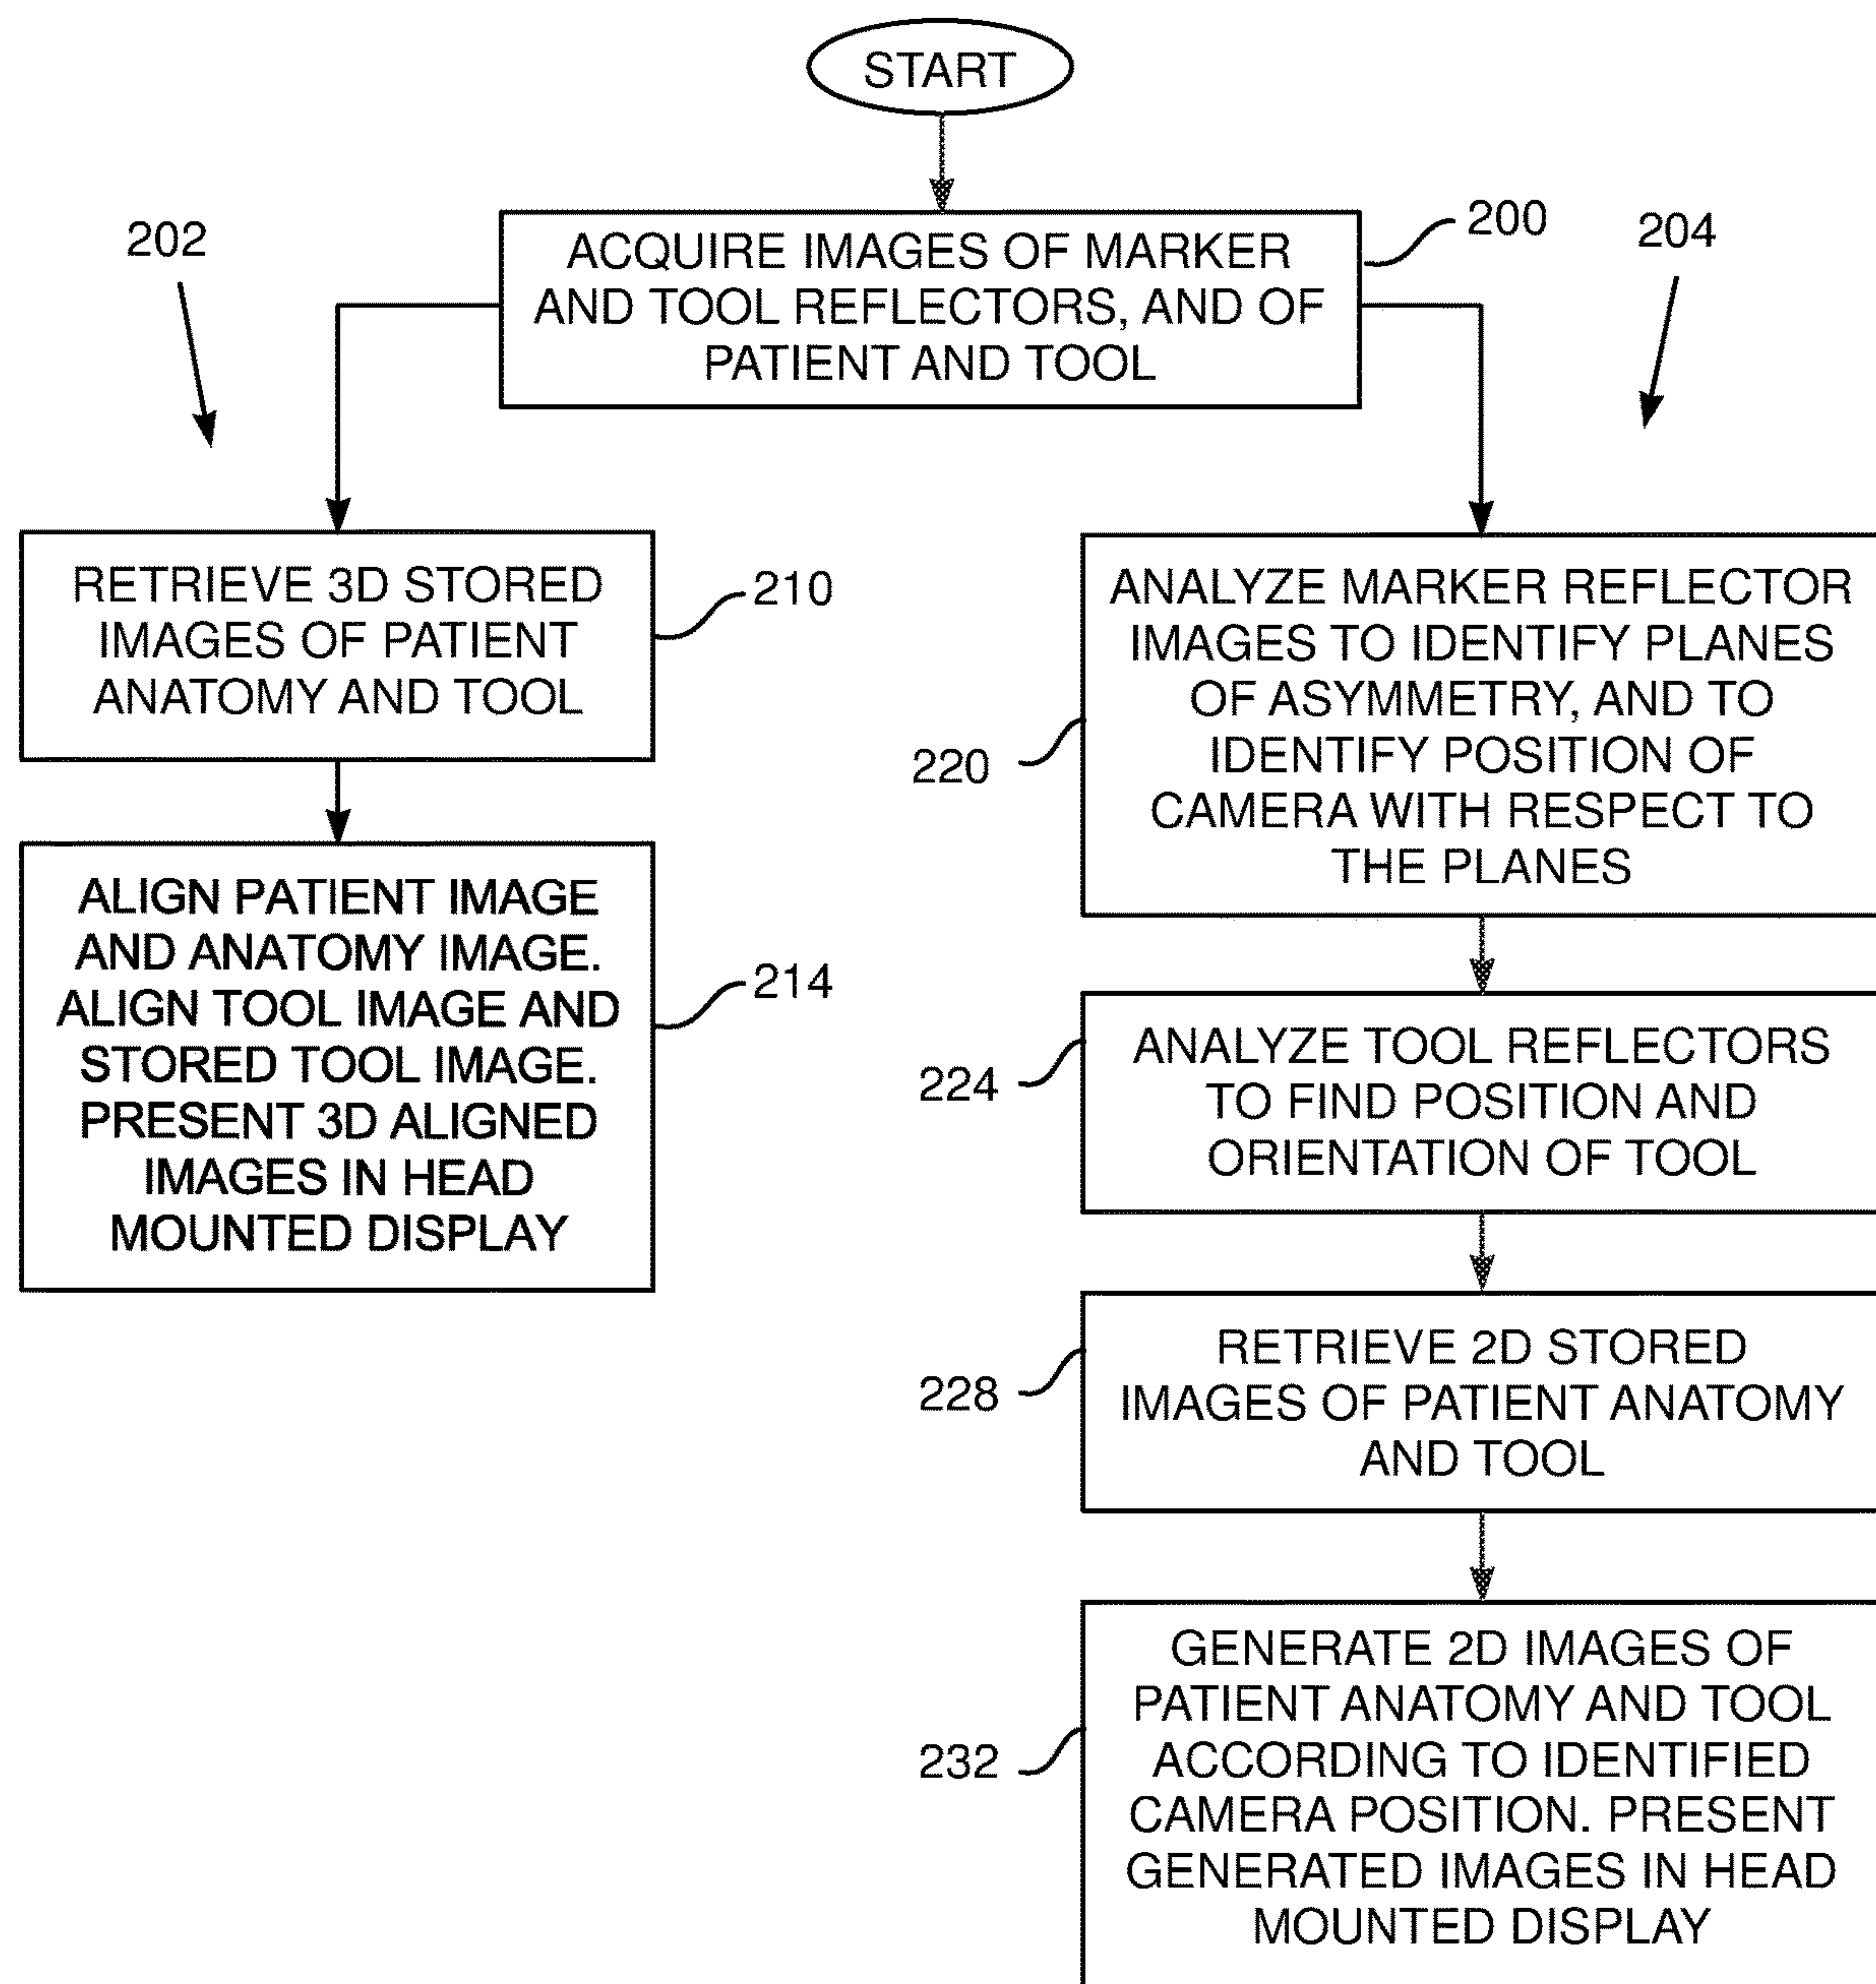 START
200
202
204
ACQUIRE IMAGES OF MARKER
AND TOOL REFLECTORS, AND OF
PATIENT AND TOOL
RETRIEVE 3D STORED
IMAGES OF PATIENT
ANATOMY AND TOOL
210
ALIGN PATIENT IMAGE
AND ANATOMY IMAGE.
ALIGN TOOL IMAGE AND
STORED TOOL IMAGE.
PRESENT 3D ALIGNED
IMAGES IN HEAD
MOUNTED DISPLAY
214
ANALYZE MARKER REFLECTOR
IMAGES TO IDENTIFY PLANES
OF ASYMMETRY, AND TO
IDENTIFY POSITION OF
CAMERA WITH RESPECT TO
THE PLANES
220
ANALYZE TOOL REFLECTORS
TO FIND POSITION AND
ORIENTATION OF TOOL
224
RETRIEVE 2D STORED
IMAGES OF PATIENT ANATOMY
AND TOOL
228
GENERATE 2D IMAGES OF
PATIENT ANATOMY AND TOOL
ACCORDING TO IDENTIFIED
CAMERA POSITION. PRESENT
GENERATED IMAGES IN HEAD
MOUNTED DISPLAY
232